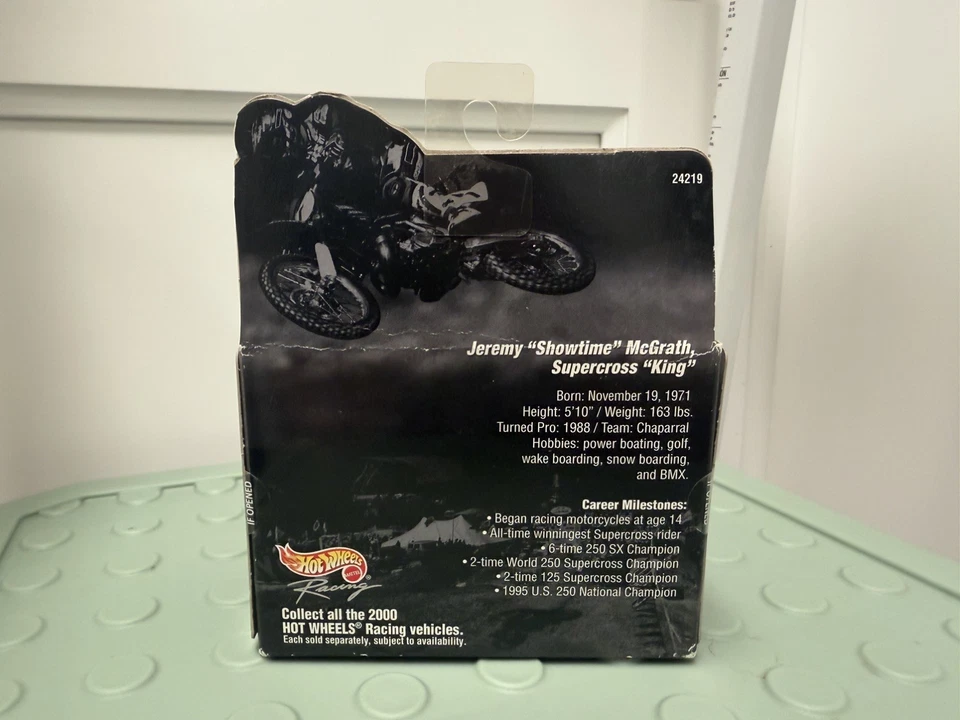 24219
Jeremy “Showtime” McGrath,
Supercross “King”
Born: November 19, 1971
Height: 5’10” / Weight: 163 lbs.
Turned Pro: 1988 / Team: Chaparral
Hobbies: power boating, golf,
wake boarding, snow boarding,
and BMX.
Career Milestones:
• Began racing motorcycles at age 14
• All-time winningest Supercross rider
• 6-time 250 SX Champion
• 2-time World 250 Supercross Champion
• 2-time 125 Supercross Champion
• 1995 U.S. 250 National Champion
IF OPENED
HOT WHEELS
MATTEL
Racing®
Collect all the 2000
HOT WHEELS® Racing vehicles.
Each sold separately, subject to availability.